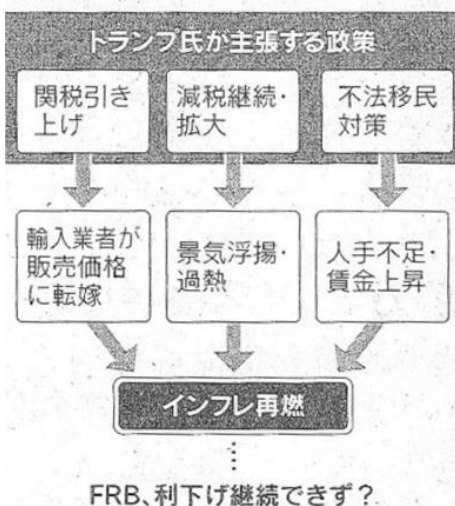 トランプ氏が主張する政策
関税引き
上げ
減税継続・
拡大
不法移民
対策
輸入業者が
販売価格
に転嫁
景気浮揚・
過熱
人手不足・
賃金上昇
インフレ再燃
FRB、利下げ継続できず？